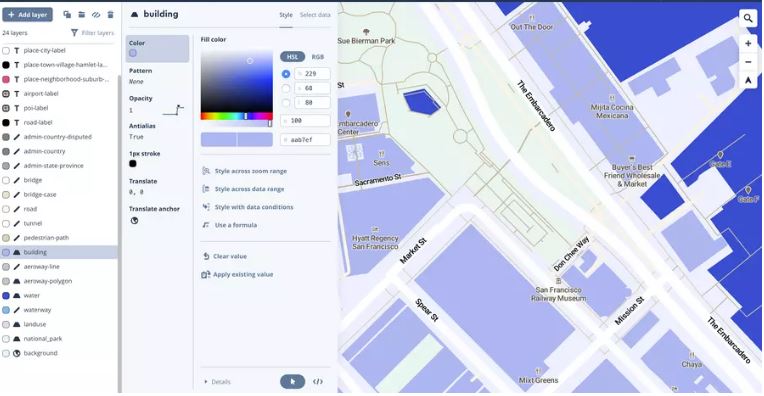 + Add layer
24 layers
Filter layers
place-city-label
place-town-village-hamlet-la...
place-neighborhood-suburb-...
airport-label
poi-label
road-label
admin-country-disputed
admin-country
admin-state-province
bridge
bridge-case
road
tunnel
pedestrian-path
building
aeroway-line
aeroway-polygon
water
waterway
landuse
national_park
background
building
Style
Select data
Color
Pattern
None
Opacity
1
Antialias
True
1px stroke
Translate
0, 0
Translate anchor
Fill color
HSL
RGB
229
68
80
100
aab7ef
Style across zoom range
Style across data range
Style with data conditions
Use a formula
Clear value
Apply existing value
Details
</>
Sue Bierman Park
Out The Door
St
The Embarcadero
Mijita Cocina
Mexicana
Embarcadero
Center
Sens
Sacramento St
Buyer's Best
Friend Wholesale
& Market
Gate E
Gate F
Hyatt Regency
San Francisco
Market St
Don Chee Way
San Francisco
Railway Museum
Spear St
Mission St
The Embarcadero
Chaya
Mixt Greens